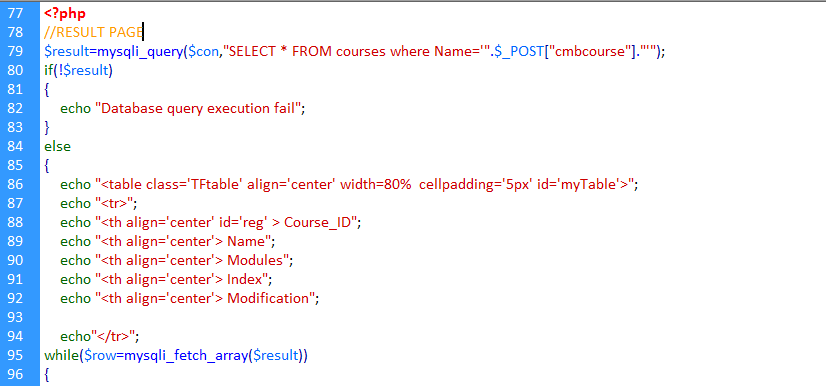 77 <?php
78 //RESULT PAGE
79 $result=mysqli_query($con,"SELECT * FROM courses where Name='".$_POST["cmbcourse"]."'");
80 if(!$result)
81 {
82 echo "Database query execution fail";
83 }
84 else
85 {
86 echo "<table class='TFtable' align='center' width=80%  cellpadding='5px' id='myTable'>";
87 echo "<tr>";
88 echo "<th align='center' id='reg' > Course_ID";
89 echo "<th align='center'> Name";
90 echo "<th align='center'> Modules";
91 echo "<th align='center'> Index";
92 echo "<th align='center'> Modification";
93
94 echo"</tr>";
95 while($row=mysqli_fetch_array($result))
96 {